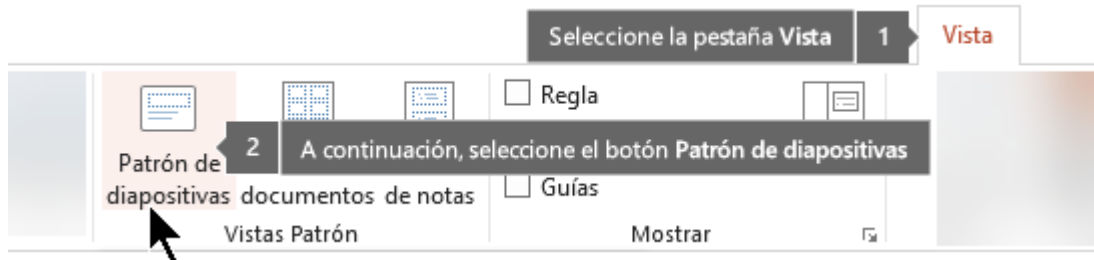 Seleccione la pestaña Vista 1 Vista
Regla
2 A continuación, seleccione el botón Patrón de diapositivas
Patrón de
diapositivas documentos de notas
Guías
Vistas Patrón Mostrar